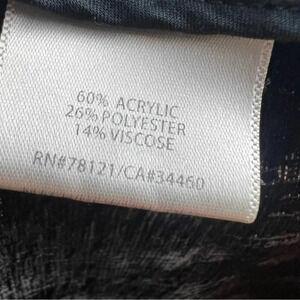 60% ACRYLIC
26% POLYESTER
14% VISCOSE
RN#78121/CA#34460